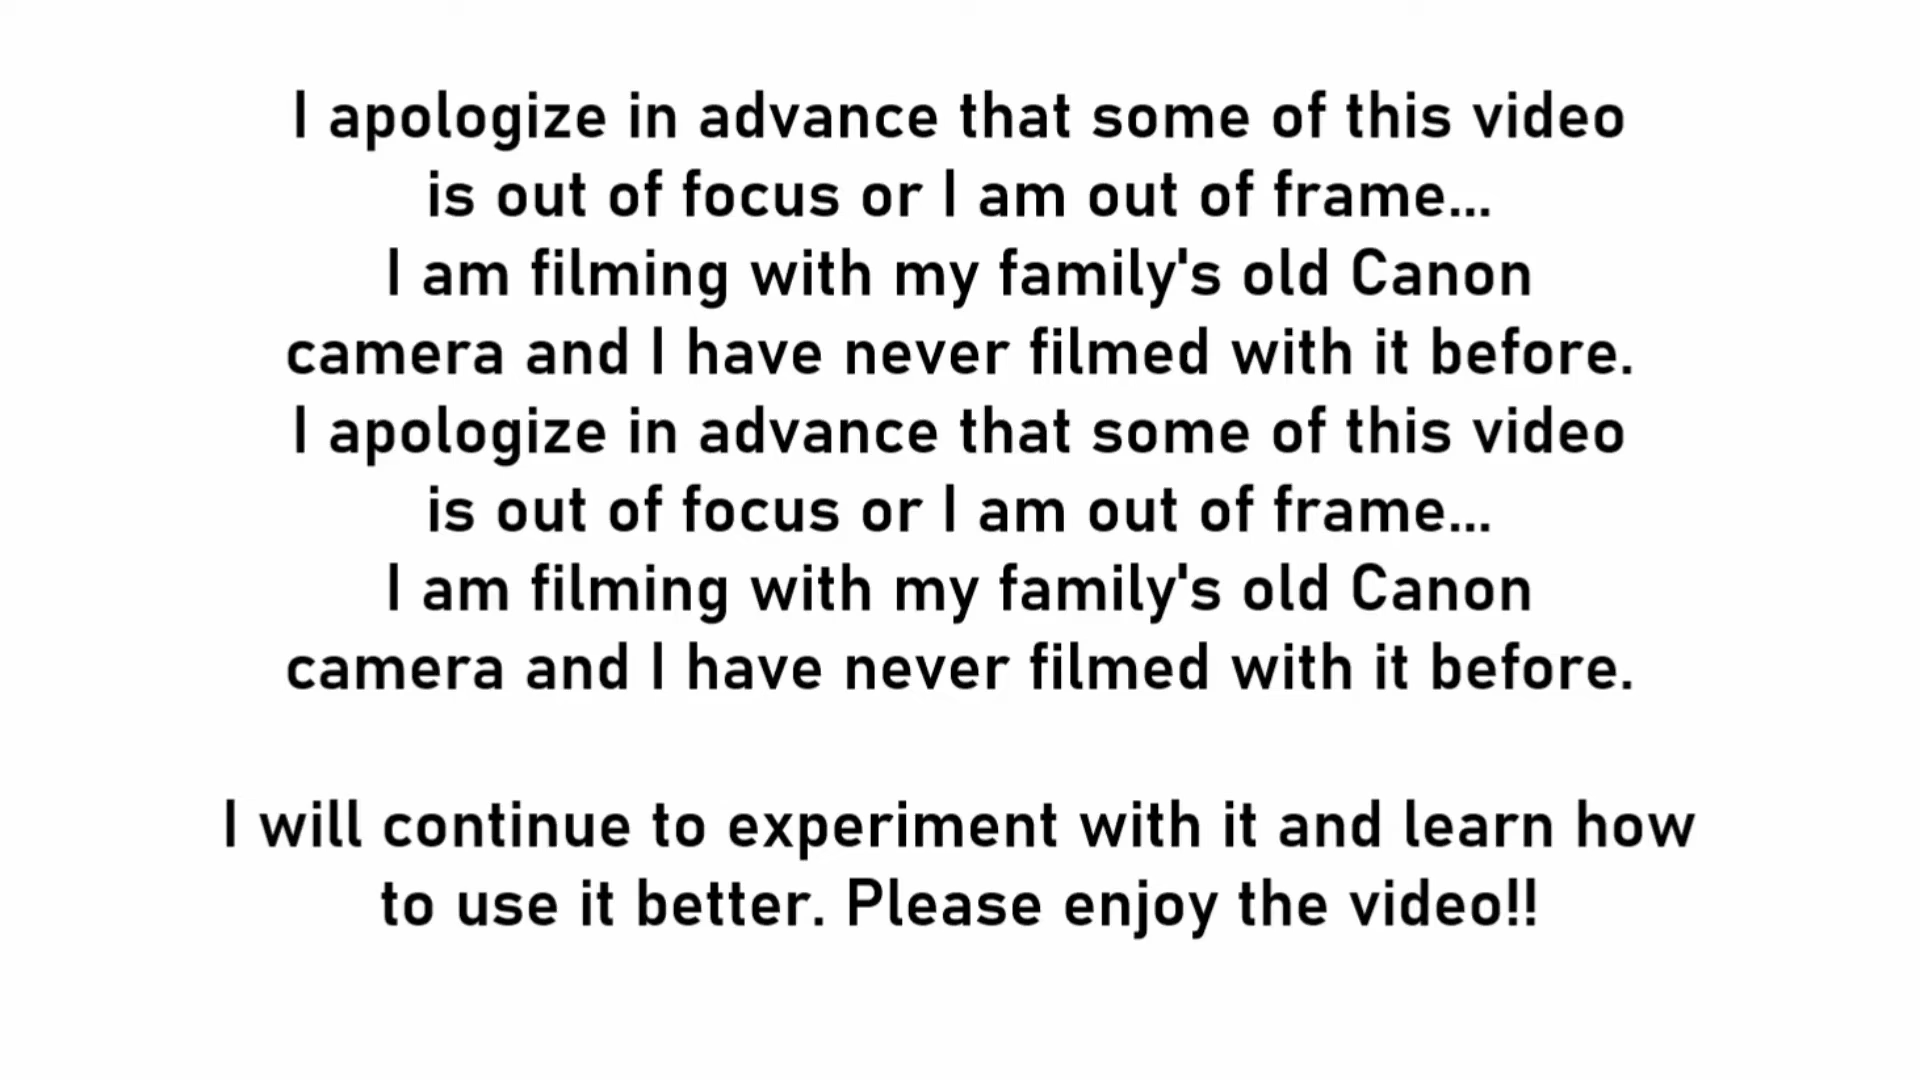 I apologize in advance that some of this video
is out of focus or I am out of frame...
I am filming with my family's old Canon
camera and I have never filmed with it before.
I apologize in advance that some of this video
is out of focus or I am out of frame...
I am filming with my family's old Canon
camera and I have never filmed with it before.
I will continue to experiment with it and learn how
to use it better. Please enjoy the video!!